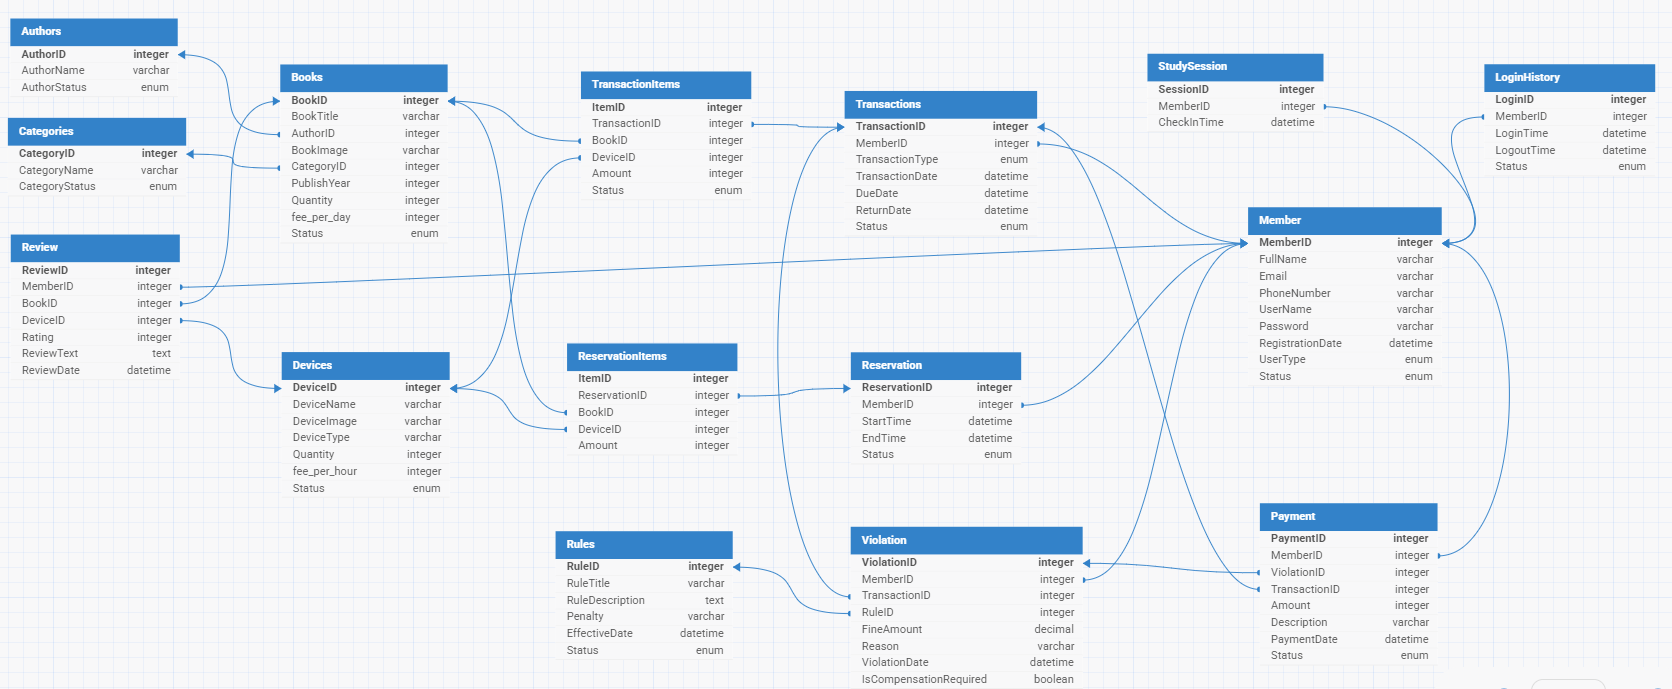 Authors
AuthorID integer
AuthorName varchar
AuthorStatus enum
Categories
CategoryID integer
CategoryName varchar
CategoryStatus enum
Review
ReviewID integer
MemberID integer
BookID integer
DeviceID integer
Rating integer
ReviewText text
ReviewDate datetime
Books
BookID integer
BookTitle varchar
AuthorID integer
BookImage varchar
CategoryID integer
PublishYear integer
Quantity integer
fee_per_day integer
Status enum
Devices
DeviceID integer
DeviceName varchar
DeviceImage varchar
DeviceType varchar
Quantity integer
fee_per_hour integer
Status enum
TransactionItems
ItemID integer
TransactionID integer
BookID integer
DeviceID integer
Amount integer
Status enum
ReservationItems
ItemID integer
ReservationID integer
BookID integer
DeviceID integer
Amount integer
Rules
RuleID integer
RuleTitle varchar
RuleDescription text
Penalty varchar
EffectiveDate datetime
Status enum
Transactions
TransactionID integer
MemberID integer
TransactionType enum
TransactionDate datetime
DueDate datetime
ReturnDate datetime
Status enum
Reservation
ReservationID integer
MemberID integer
StartTime datetime
EndTime datetime
Status enum
Violation
ViolationID integer
MemberID integer
TransactionID integer
RuleID integer
FineAmount decimal
Reason varchar
ViolationDate datetime
IsCompensationRequired boolean
StudySession
SessionID integer
MemberID integer
CheckInTime datetime
Member
MemberID integer
FullName varchar
Email varchar
PhoneNumber varchar
UserName varchar
Password varchar
RegistrationDate datetime
UserType enum
Status enum
Payment
PaymentID integer
MemberID integer
ViolationID integer
TransactionID integer
Amount integer
Description varchar
PaymentDate datetime
Status enum
LoginHistory
LoginID integer
MemberID integer
LoginTime datetime
LogoutTime datetime
Status enum